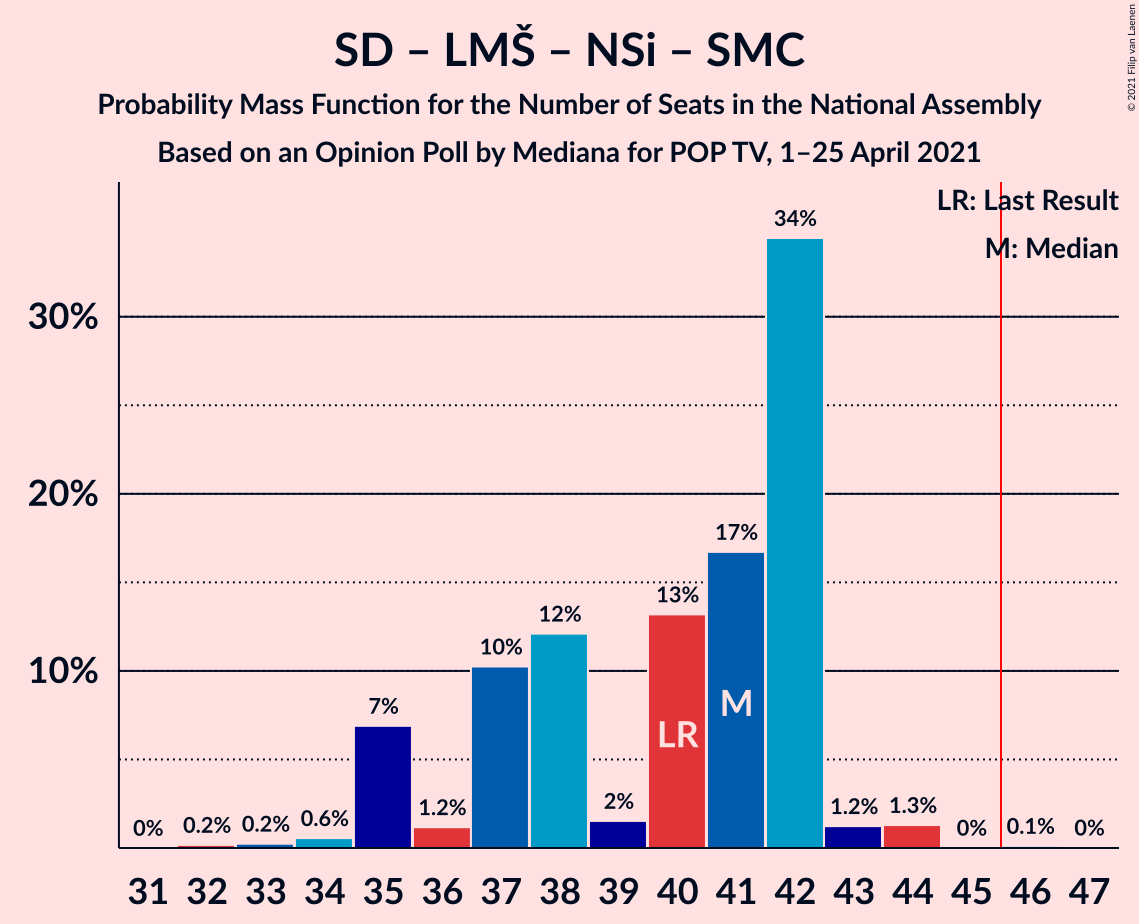 SD – LMŠ – NSi – SMC
Probability Mass Function for the Number of Seats in the National Assembly
Based on an Opinion Poll by Mediana for POP TV, 1–25 April 2021
© 2021 Filip van Laenen
LR: Last Result
M: Median
30%
20%
10%
0%
0.2%
0.2%
0.6%
7%
1.2%
10%
12%
2%
13%
17%
34%
1.2%
1.3%
0%
0.1%
0%
LR
M
31 32 33 34 35 36 37 38 39 40 41 42 43 44 45 46 47